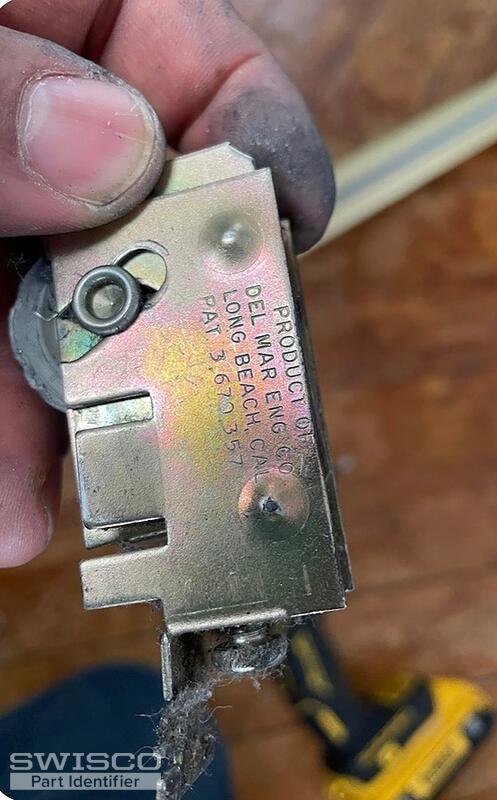 PRODUCT OF
DEL MAR ENG CO
LONG BEACH, CAL
PAT 3,670,357
SWISCO
Part Identifier